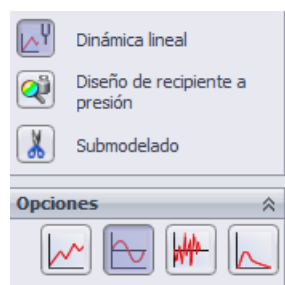 Dinámica lineal
Diseño de recipiente a
presión
Submodelado
Opciones